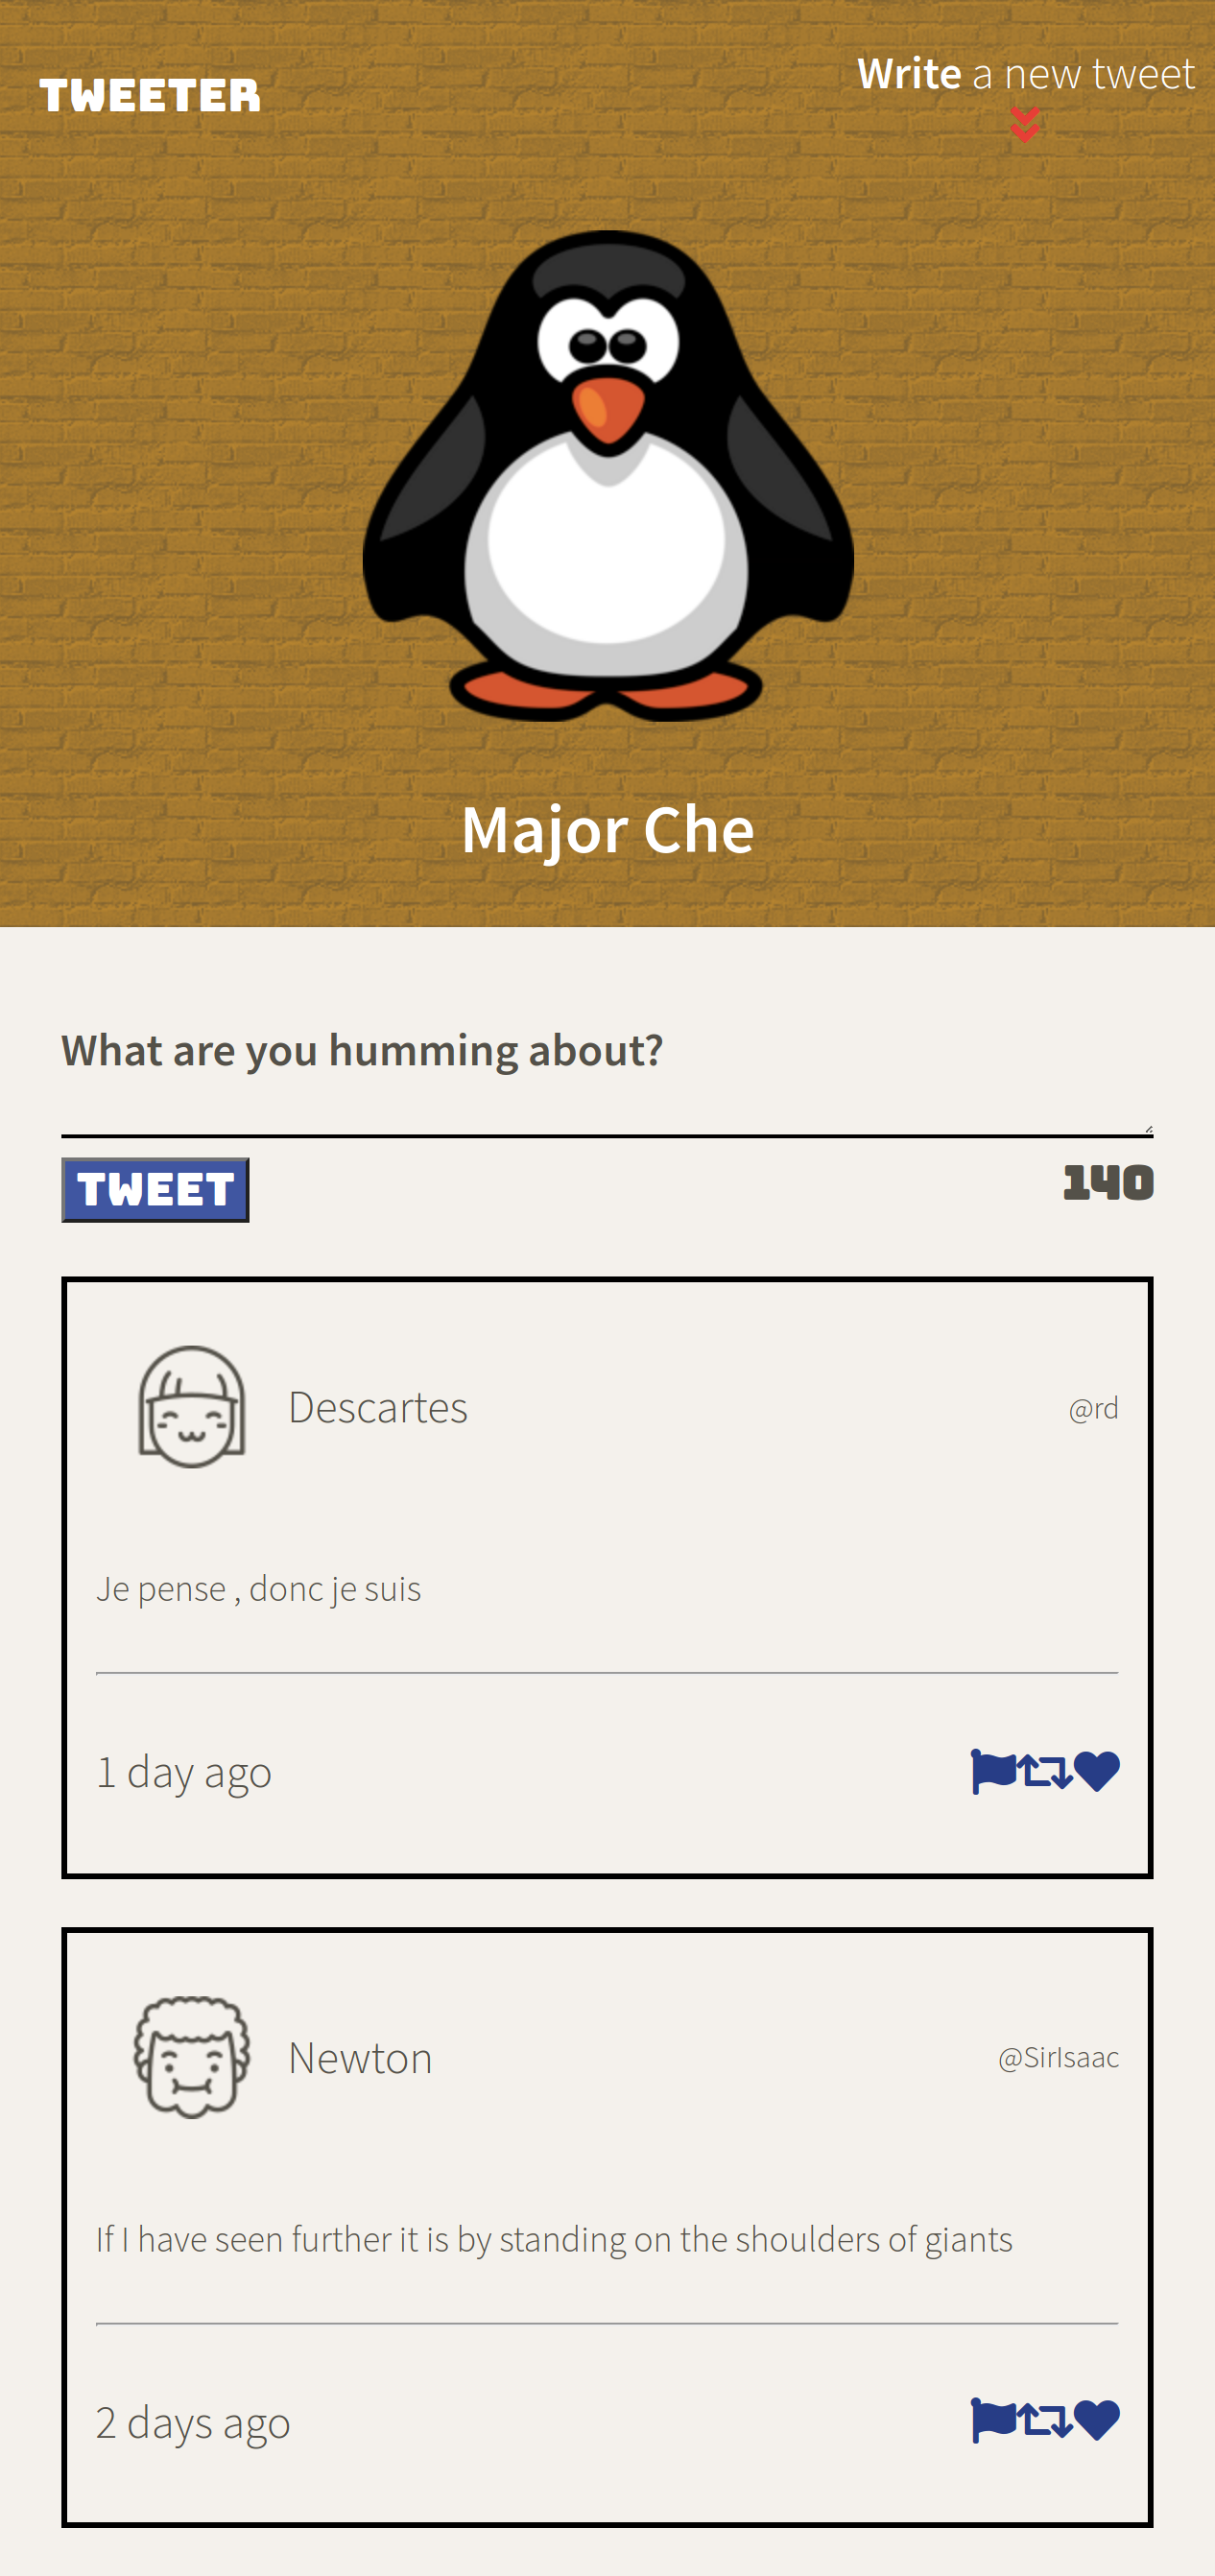 TWEETER
Write a new tweet
Major Che
What are you humming about?
TWEET
140
Descartes
@rd
Je pense , donc je suis
1 day ago
Newton
@SirIsaac
If I have seen further it is by standing on the shoulders of giants
2 days ago